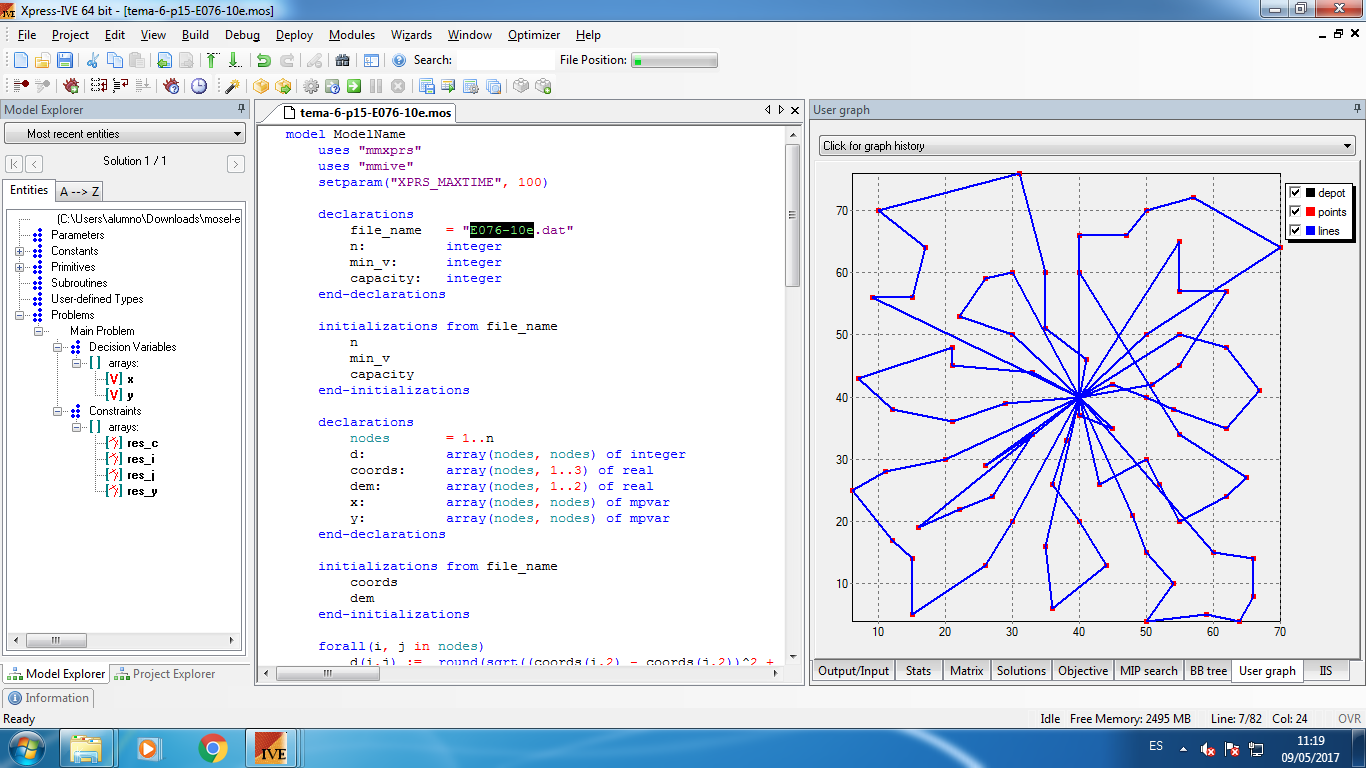 Xpress-IVE 64 bit - [tema-6-p15-E076-10e.mos]
File Project Edit View Build Debug Deploy Modules Wizards Window Optimizer Help
Search: File Position:
Model Explorer
Most recent entities
Solution 1 / 1
Entities A --> Z
(C:\Users\alumno\Downloads\mosel-e
Parameters
Constants
Primitives
Subroutines
User-defined Types
Problems
Main Problem
Decision Variables
[ ] arrays:
[V] x
[V] y
Constraints
[ ] arrays:
res_c
res_i
res_j
res_y
Model Explorer Project Explorer
tema-6-p15-E076-10e.mos
model ModelName
uses "mmxprs"
uses "mmive"
setparam("XPRS_MAXTIME", 100)
declarations
file_name = "E076-10e.dat"
n: integer
min_v: integer
capacity: integer
end-declarations
initializations from file_name
n
min_v
capacity
end-initializations
declarations
nodes = 1..n
d: array(nodes, nodes) of integer
coords: array(nodes, 1..3) of real
dem: array(nodes, 1..2) of real
x: array(nodes, nodes) of mpvar
y: array(nodes, nodes) of mpvar
end-declarations
initializations from file_name
coords
dem
end-initializations
forall(i, j in nodes)
d(i,j) := round(sqrt((coords(i,2) - coords(j,2))^2 +
User graph
Click for graph history
depot
points
lines
70
60
50
40
30
20
10
10 20 30 40 50 60 70
Output/Input Stats Matrix Solutions Objective MIP search BB tree User graph IIS
Information
Ready Idle Free Memory: 2495 MB Line: 7/82 Col: 24 OVR
IVE
ES
11:19
09/05/2017